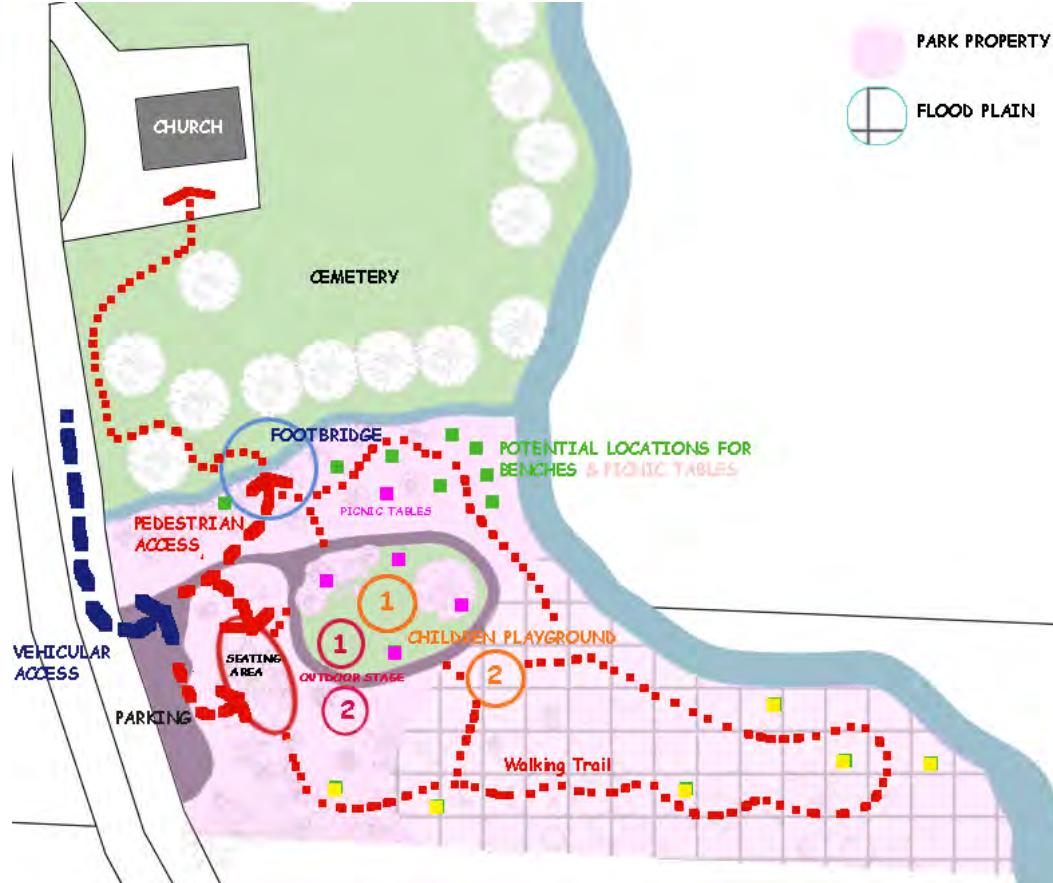 PARK PROPERTY
FLOOD PLAIN
CHURCH
CEMETERY
FOOTBRIDGE
POTENTIAL LOCATIONS FOR
BENCHES & PICNIC TABLES
PICNIC TABLES
PEDESTRIAN
ACCESS
1
CHILDREN PLAYGROUND
1
VEHICULAR
ACCESS
SEATING
AREA
OUTDOOR STAGE
2
2
PARKING
Walking Trail